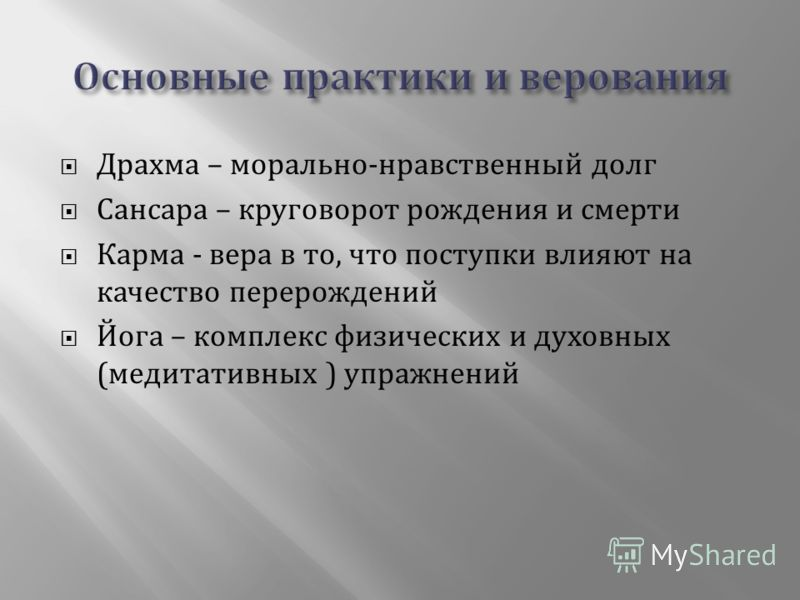 Основные практики и верования
Драхма – морально-нравственный долг
Сансара – круговорот рождения и смерти
Карма - вера в то, что поступки влияют на
качество перерождений
Йога – комплекс физических и духовных
(медитативных ) упражнений
MyShared